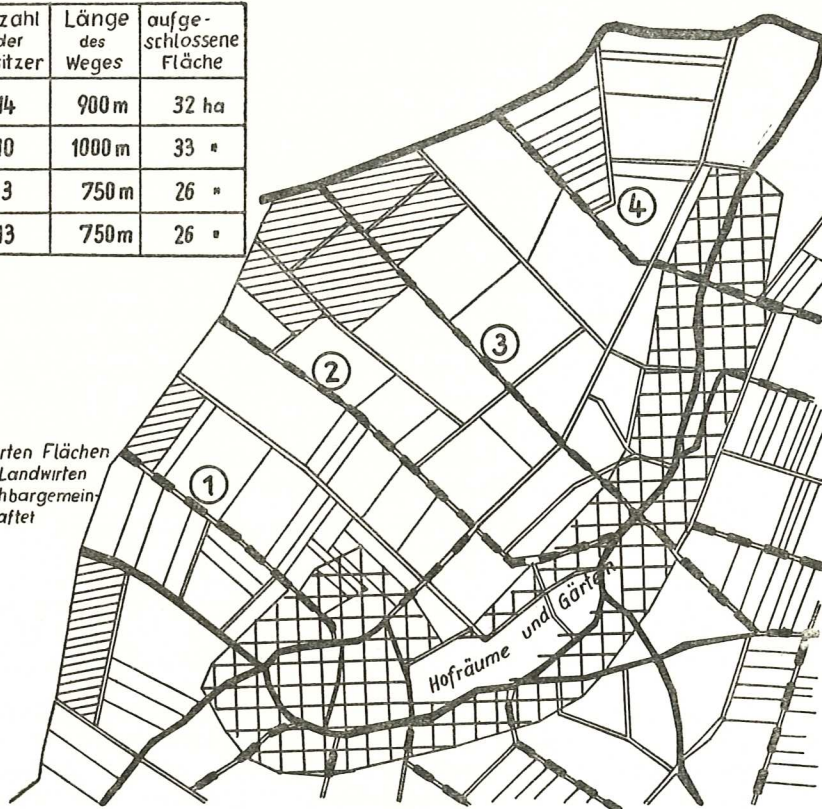 zahl der sitzer
Länge des Weges
aufge-schlossene Fläche
14 900 m 32 ha
10 1000 m 33 "
3 750 m 26 "
13 750 m 26 "
4
3
2
rten Flächen
Landwirten
1
hbargemein-
aftet
Hofräume und Gärten